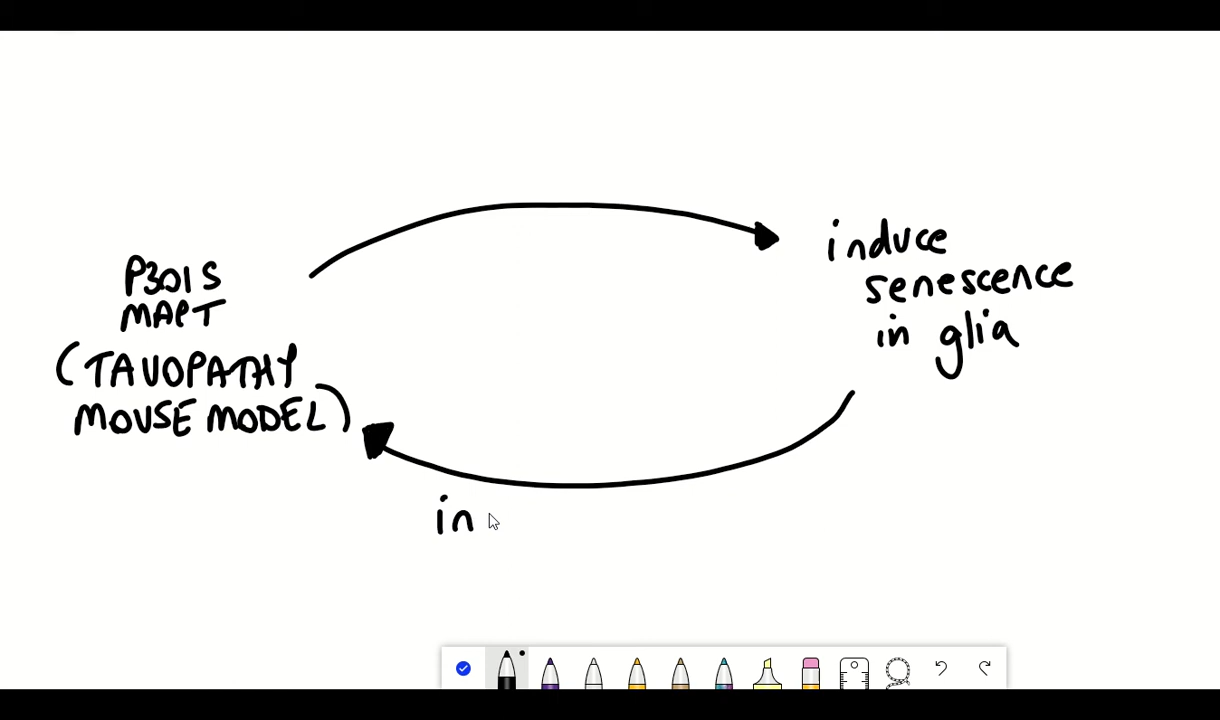 P301S
MAPT
(TAUOPATHY
MOUSE MODEL)
induce
senescence
in glia
in